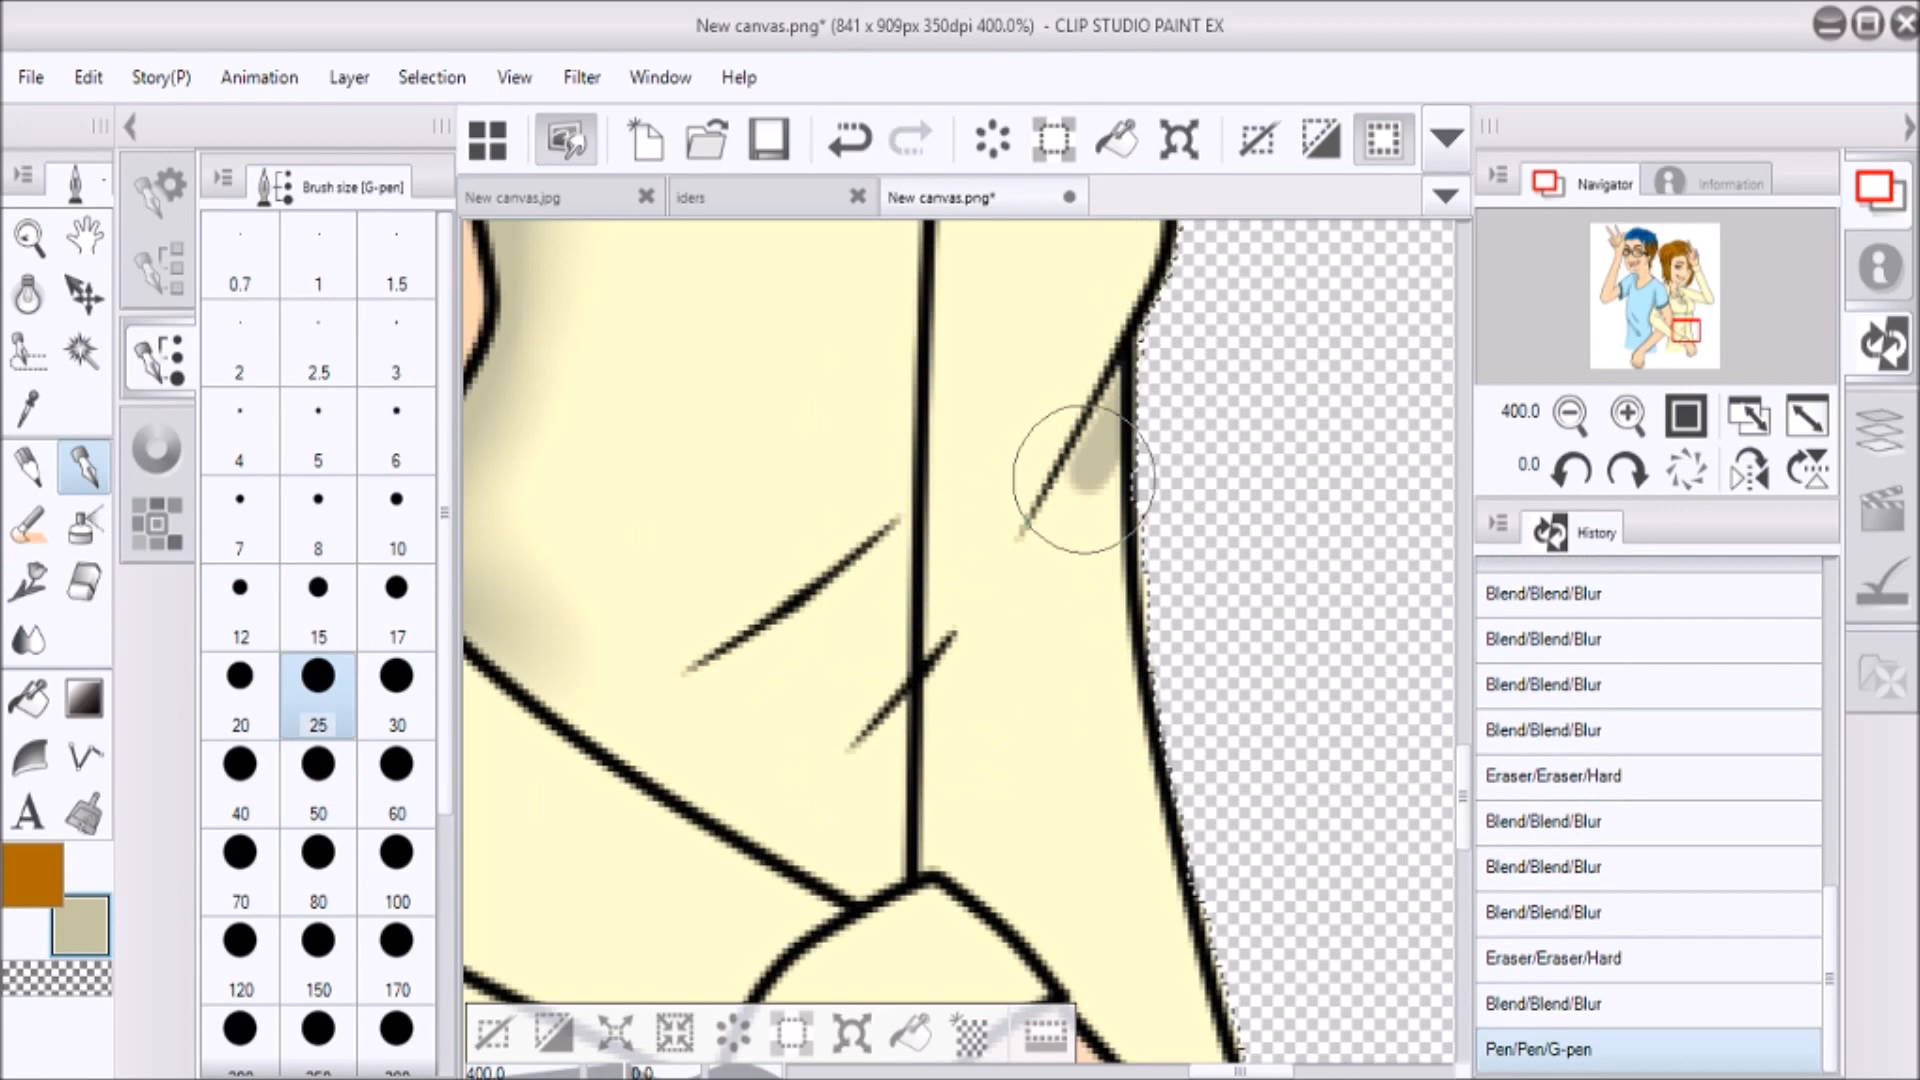 New canvas.png* (841 x 909px 350dpi 400.0%) - CLIP STUDIO PAINT EX
File Edit Story(P) Animation Layer Selection View Filter Window Help
Brush size [G-pen]
New canvas.jpg iders New canvas.png*
Navigator Information
0.7 1 1.5
2 2.5 3
4 5 6
7 8 10
12 15 17
20 25 30
40 50 60
70 80 100
120 150 170
400.0
0.0
History
Blend/Blend/Blur
Blend/Blend/Blur
Blend/Blend/Blur
Blend/Blend/Blur
Eraser/Eraser/Hard
Blend/Blend/Blur
Blend/Blend/Blur
Blend/Blend/Blur
Eraser/Eraser/Hard
Blend/Blend/Blur
Pen/Pen/G-pen
A
400.0 0.0